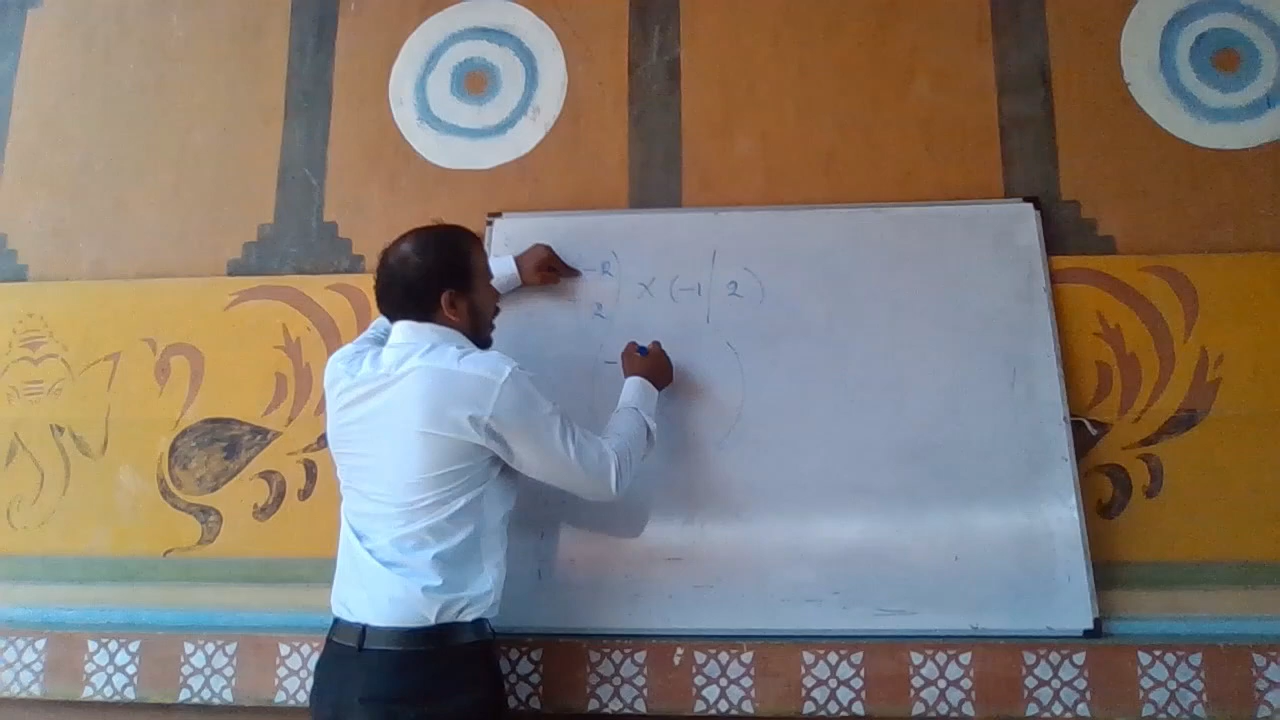 -2) × (-1 | 2)
2
(- )